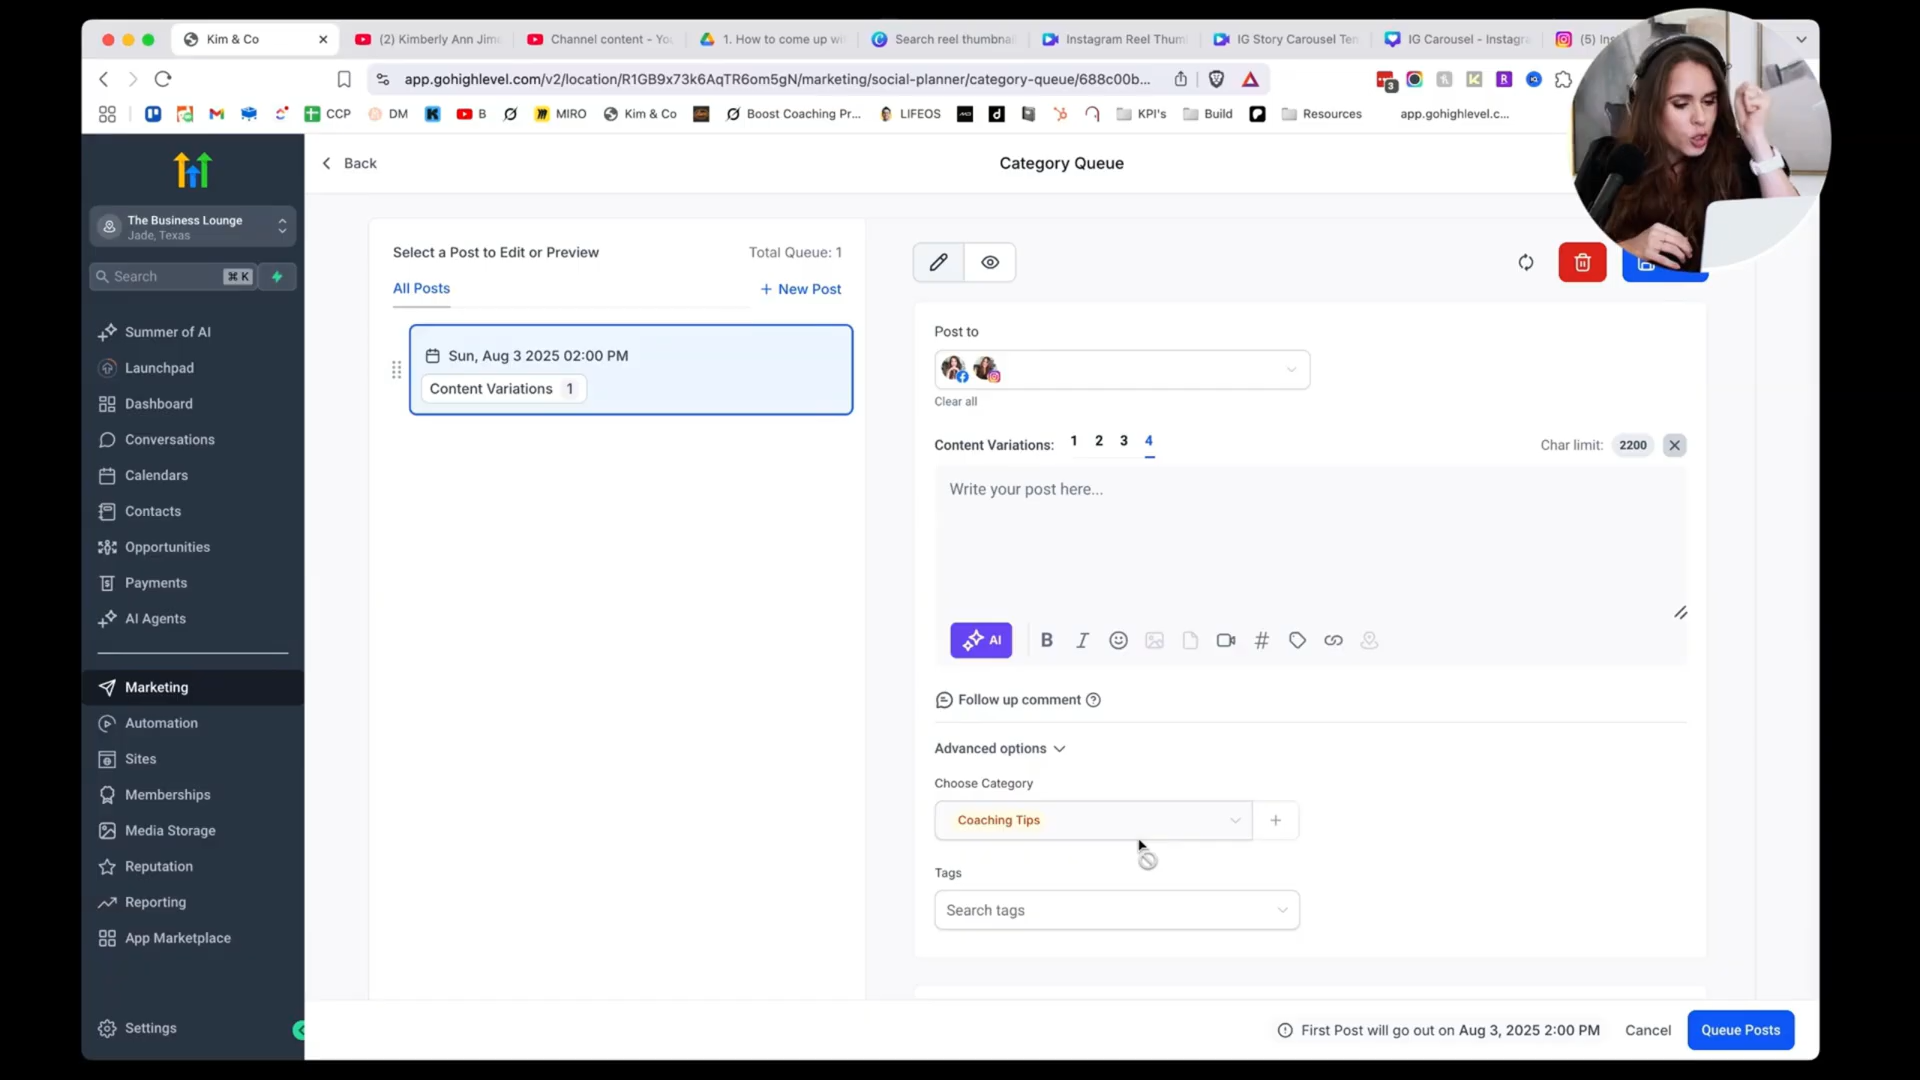 Kim & Co
(2) Kimberly Ann Jim
Channel content - You
1. How to come up wi
Search reel thumbnai
Instagram Reel Thum
IG Story Carousel Ten
IG Carousel - Instagra
(5) Ins
app.gohighlevel.com/v2/location/R1GB9x73k6AqTR6om5gN/marketing/social-planner/category-queue/688c00b...
3
CCP
DM
B
MIRO
Kim & Co
Boost Coaching Pr...
LIFEOS
KPI's
Build
Resources
app.gohighlevel.c...
Back
Category Queue
The Business Lounge
Jade, Texas
Search
⌘ K
Summer of AI
Launchpad
Dashboard
Conversations
Calendars
Contacts
Opportunities
Payments
AI Agents
Marketing
Automation
Sites
Memberships
Media Storage
Reputation
Reporting
App Marketplace
Settings
Select a Post to Edit or Preview
Total Queue: 1
All Posts
+ New Post
Sun, Aug 3 2025 02:00 PM
Content Variations 1
Post to
Clear all
Content Variations: 1 2 3 4
Char limit: 2200
Write your post here...
AI
B I
Follow up comment
Advanced options
Choose Category
Coaching Tips
Tags
Search tags
First Post will go out on Aug 3, 2025 2:00 PM
Cancel
Queue Posts